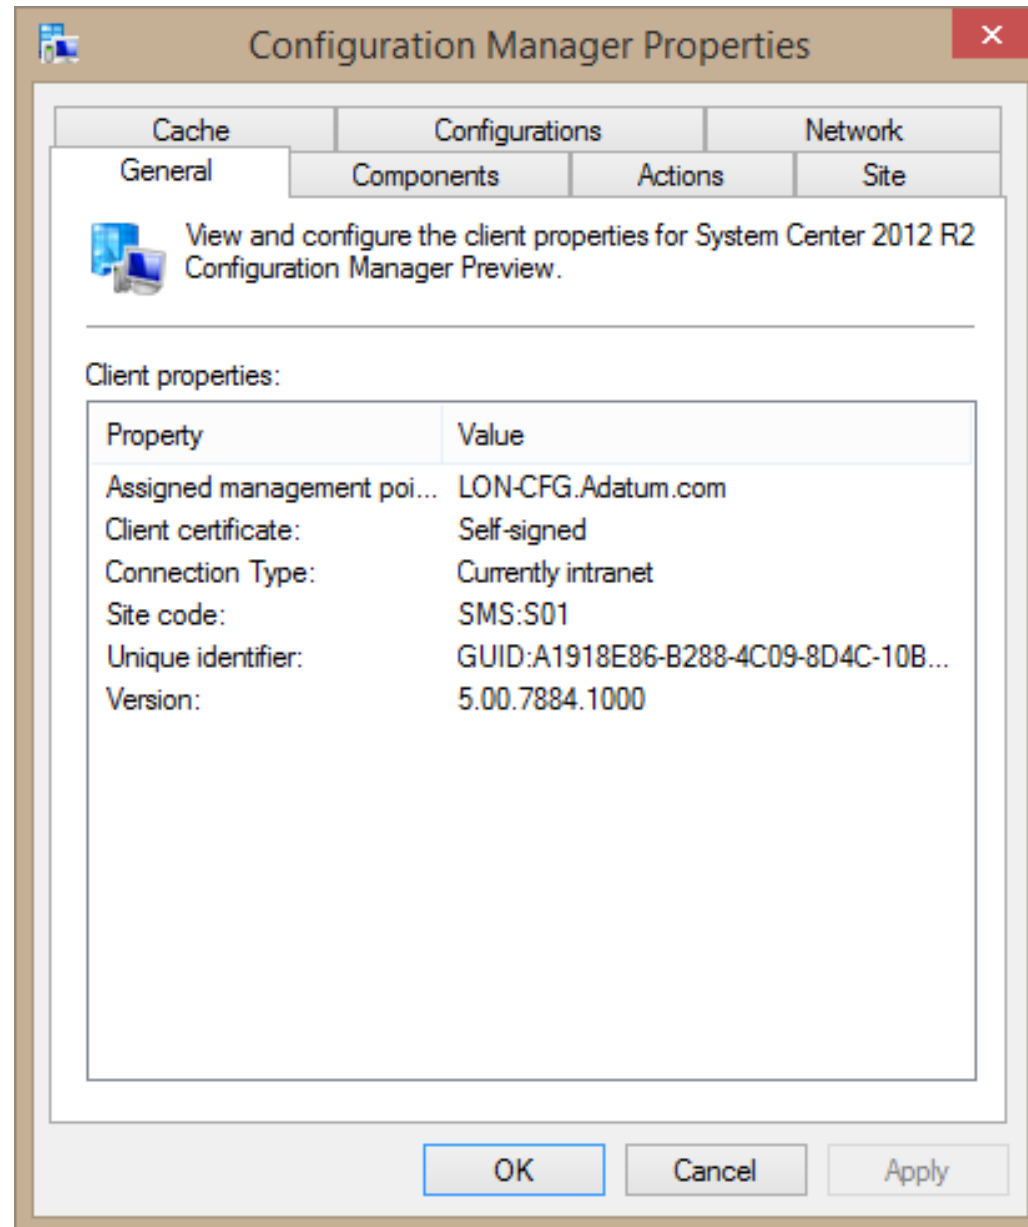 Configuration Manager Properties
Cache Configurations Network
General Components Actions Site
View and configure the client properties for System Center 2012 R2
Configuration Manager Preview.
Client properties:
Property Value
Assigned management poi... LON-CFG.Adatum.com
Client certificate: Self-signed
Connection Type: Currently intranet
Site code: SMS:S01
Unique identifier: GUID:A1918E86-B288-4C09-8D4C-10B...
Version: 5.00.7884.1000
OK Cancel Apply